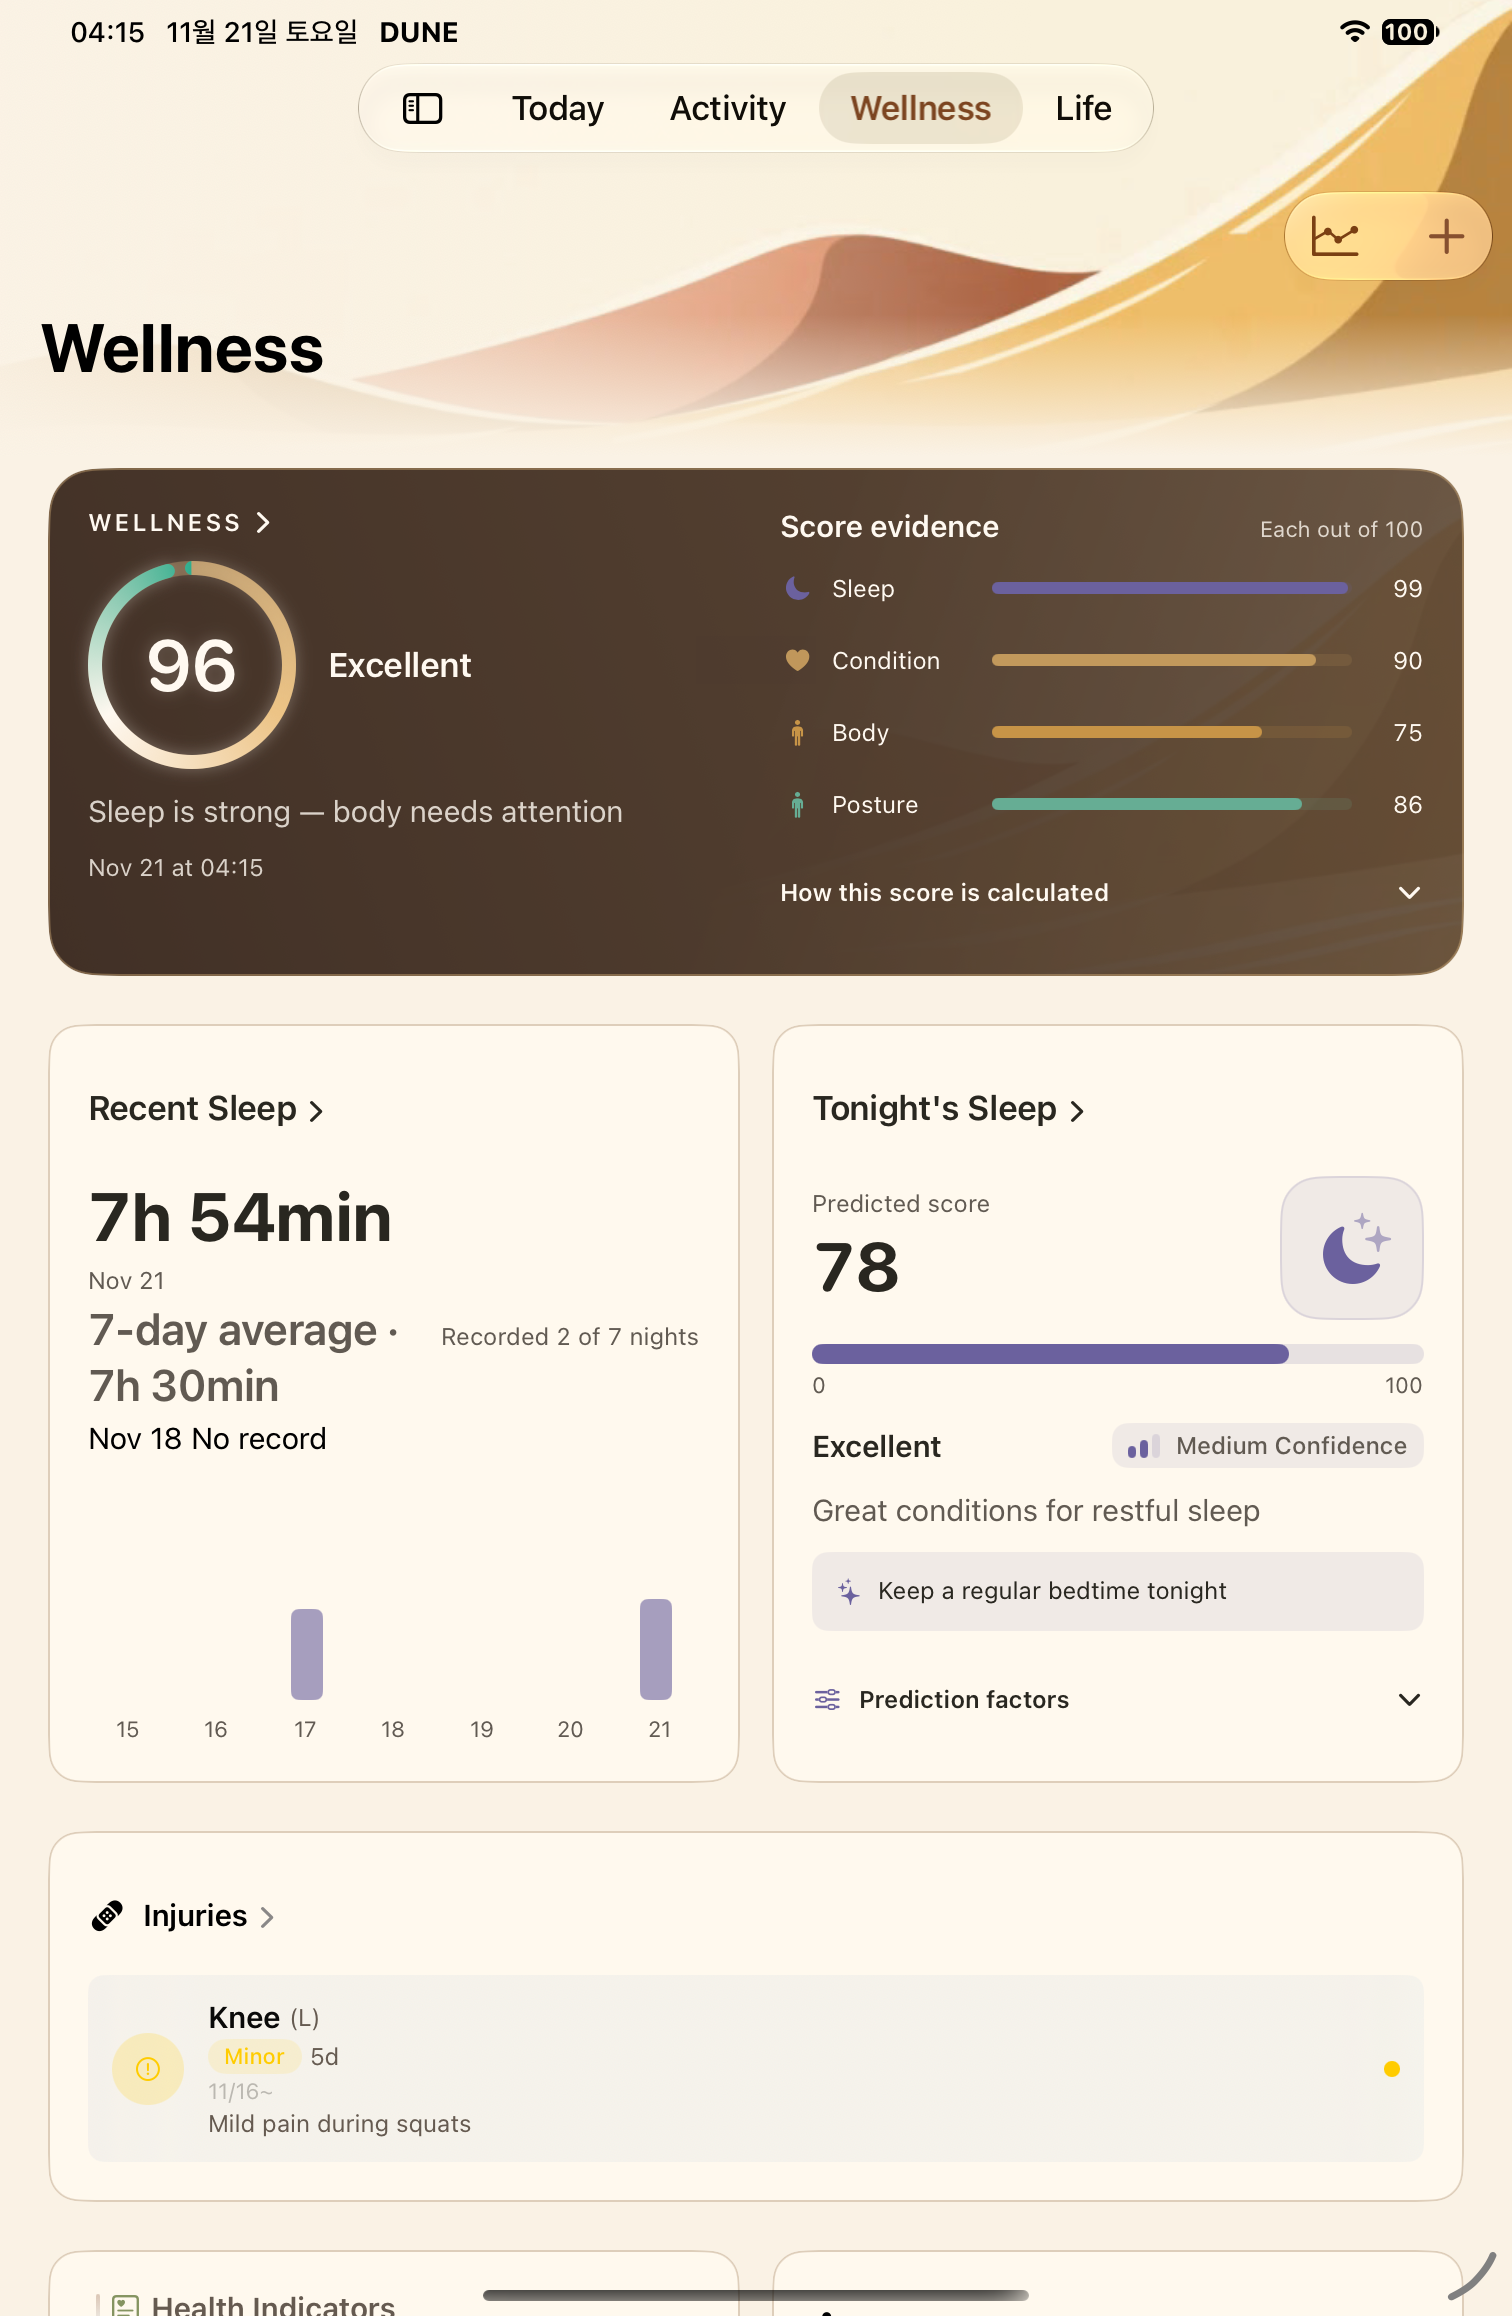 04:15 11월 21일 토요일 DUNE
100
Today
Activity
Wellness
Life
Wellness
WELLNESS
96
Excellent
Sleep is strong — body needs attention
Nov 21 at 04:15
Score evidence
Each out of 100
Sleep 99
Condition 90
Body 75
Posture 86
How this score is calculated
Recent Sleep
7h 54min
Nov 21
7-day average ·
7h 30min
Recorded 2 of 7 nights
Nov 18 No record
15 16 17 18 19 20 21
Tonight's Sleep
Predicted score
78
0 100
Excellent
Medium Confidence
Great conditions for restful sleep
Keep a regular bedtime tonight
Prediction factors
Injuries
Knee (L)
Minor 5d
11/16~
Mild pain during squats
Health Indicators